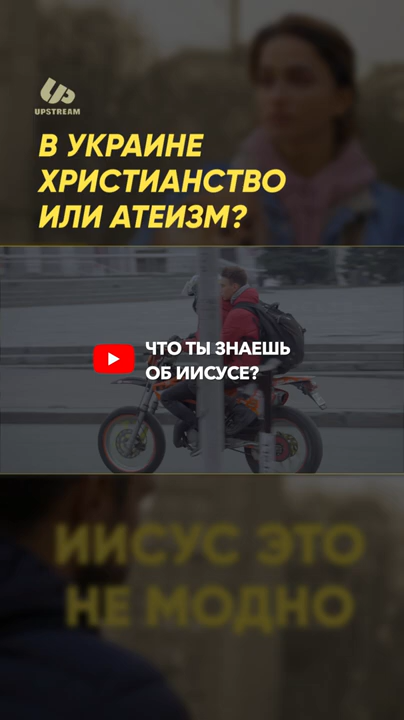 UPSTREAM
В УКРАИНЕ
ХРИСТИАНСТВО
ИЛИ АТЕИЗМ?
ЧТО ТЫ ЗНАЕШЬ
ОБ ИИСУСЕ?
ИИСУС ЭТО
НЕ МОДНО